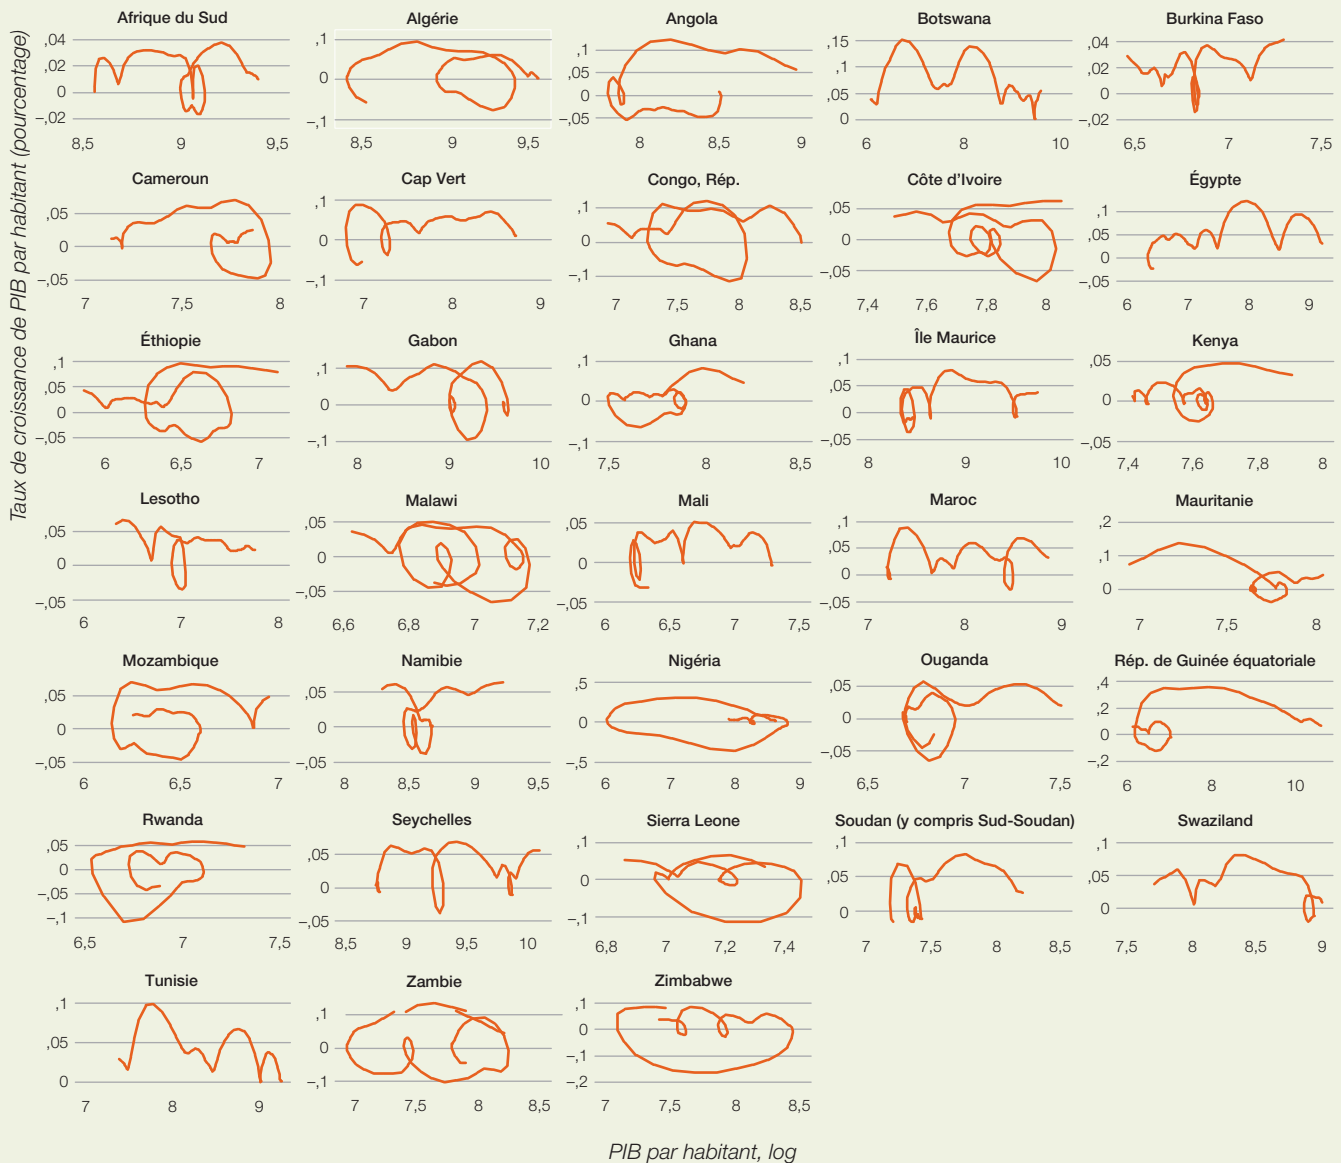 Taux de croissance de PIB par habitant (pourcentage)
Afrique du Sud
,04
,02
0
–,02
8,5 9 9,5
Algérie
,1
0
–,1
8,5 9 9,5
Angola
,1
0
–,05
8 8,5 9
Botswana
,15
,1
,05
0
6 7 8 9 10
Burkina Faso
,04
,02
0
–,02
6,5 7 7,5
Cameroun
,05
0
–,05
7 7,5 8
Cap Vert
,1
0
–,1
7 8 9
Congo, Rép.
,1
0
–,1
7 7,5 8 8,5
Côte d’Ivoire
,05
0
–,05
7,4 7,6 7,8 8
Égypte
,1
,05
0
–,05
6 7 8 9
Éthiopie
,1
,05
0
–,05
6 6,5 7
Gabon
,1
0
–,1
8 9 10
Ghana
,1
0
–,1
7,5 8 8,5
Île Maurice
,1
,05
0
–,05
8 9 10
Kenya
,05
0
–,05
7,4 7,6 7,8 8
Lesotho
,05
0
–,05
6 7 8
Malawi
,05
0
–,05
6,6 6,8 7 7,2
Mali
,05
0
–,05
6 6,5 7 7,5
Maroc
,1
,05
0
–,05
7 8 9
Mauritanie
,2
,1
0
7 7,5 8
Mozambique
,05
0
–,05
6 6,5 7
Namibie
,05
0
–,05
8 8,5 9 9,5
Nigéria
,5
0
–,5
6 7 8 9
Ouganda
,05
0
–,05
6,5 7 7,5
Rép. de Guinée équatoriale
,4
,2
0
–,2
6 8 10
Rwanda
,05
0
–,05
–,1
6,5 7 7,5
Seychelles
,05
0
–,05
8,5 9 9,5 10
Sierra Leone
,1
0
–,1
6,8 7 7,2 7,4
Soudan (y compris Sud-Soudan)
,1
,05
0
7 7,5 8 8,5
Swaziland
,1
,05
0
7,5 8 8,5 9
Tunisie
,1
,05
0
7 8 9
Zambie
,1
0
–,1
7 7,5 8 8,5
Zimbabwe
,1
0
–,1
–,2
7 7,5 8 8,5
PIB par habitant, log